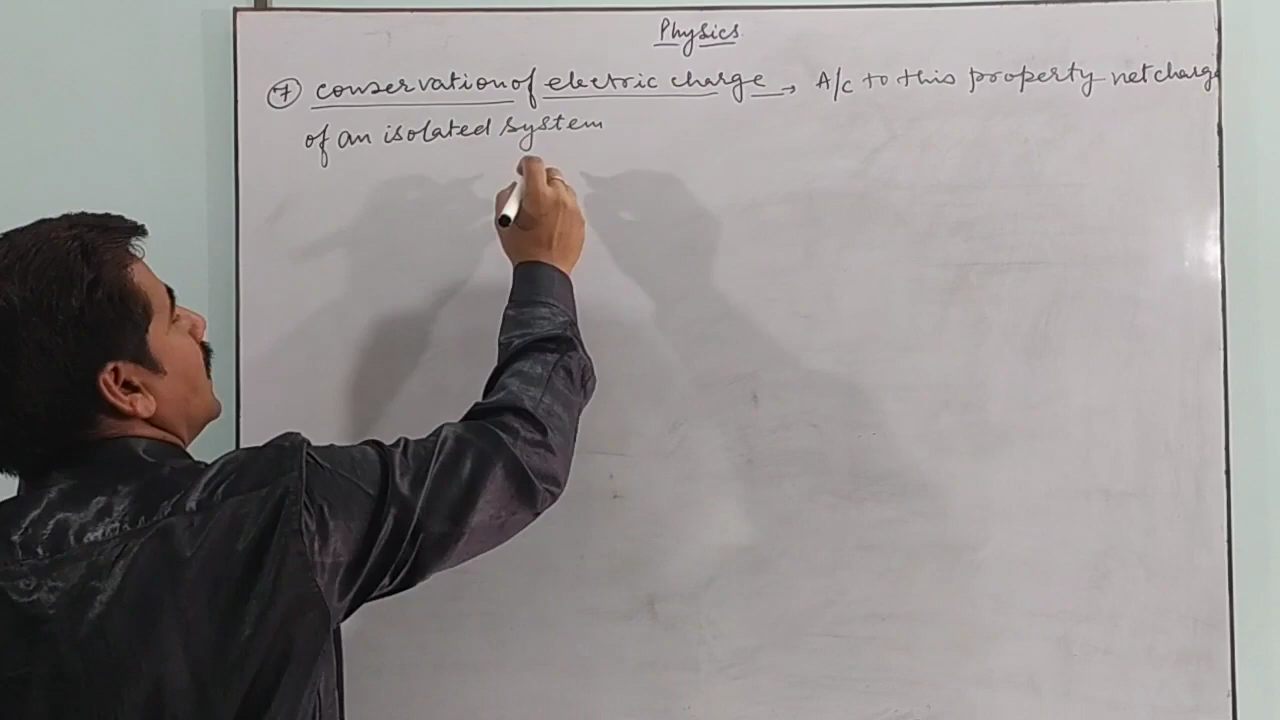 Physics.
⑦ conservation of electric charge → A/c to this property net charge
of an isolated system